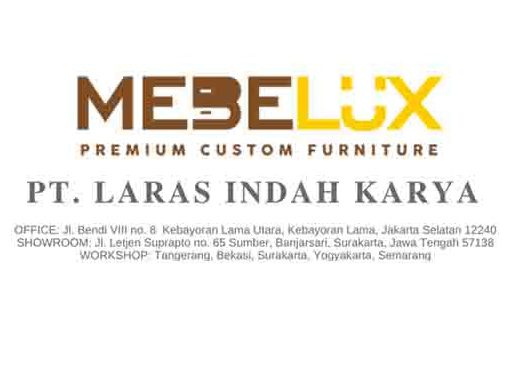 MEBELUX
PREMIUM CUSTOM FURNITURE
PT. LARAS INDAH KARYA
OFFICE: Jl. Bendi VIII no. 8 Kebayoran Lama Utara, Kebayoran Lama, Jakarta Selatan 12240
SHOWROOM: Jl. Letjen Suprapto no. 65 Sumber, Banjarsari, Surakarta, Jawa Tengah 57138
WORKSHOP: Tangerang, Bekasi, Surakarta, Yogyakarta, Semarang